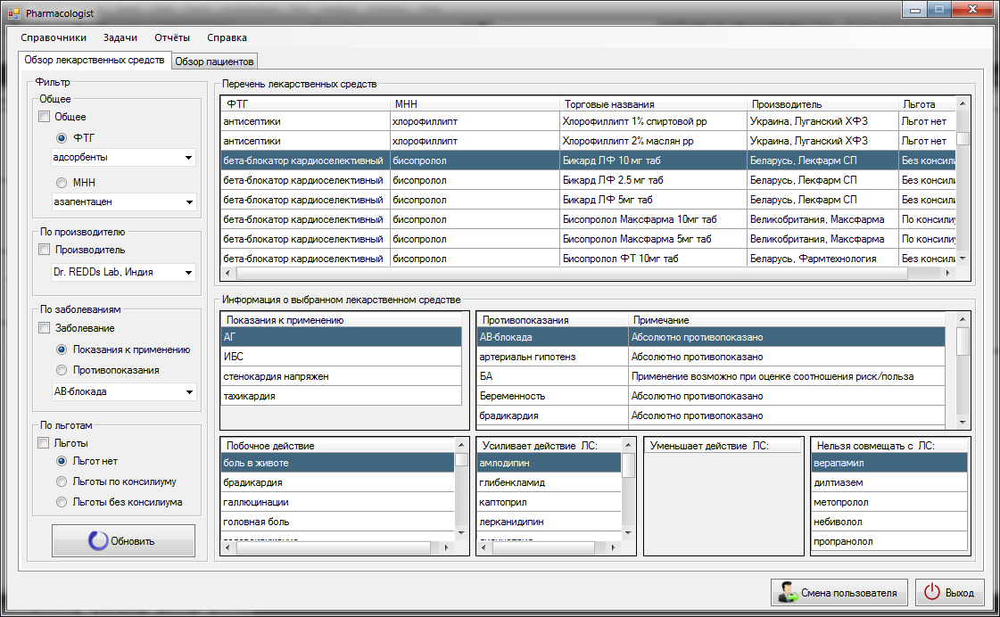 Pharmacologist
Справочники Задачи Отчёты Справка
Обзор лекарственных средств Обзор пациентов
Фильтр
Общее
Общее
ФТГ
адсорбенты
МНН
азапентацен
По производителю
Производитель
Dr. REDDs Lab, Индия
По заболеваниям
Заболевание
Показания к применению
Противопоказания
АВ-блокада
По льготам
Льготы
Льгот нет
Льготы по консилиуму
Льготы без консилиума
Обновить
Перечень лекарственных средств
ФТГ МНН Торговые названия Производитель Льгота
антисептики хлорофиллипт Хлорофиллипт 1% спиртовой рр Украина, Луганский ХФЗ Льгот нет
антисептики хлорофиллипт Хлорофиллипт 2% маслян рр Украина, Луганский ХФЗ Льгот нет
бета-блокатор кардиоселективный бисопролол Бикард ЛФ 10 мг таб Беларусь, Лекфарм СП Без консили
бета-блокатор кардиоселективный бисопролол Бикард ЛФ 2.5 мг таб Беларусь, Лекфарм СП Без консили
бета-блокатор кардиоселективный бисопролол Бикард ЛФ 5мг таб Беларусь, Лекфарм СП Без консили
бета-блокатор кардиоселективный бисопролол Бисопролол Максфарма 10мг таб Великобритания, Максфарма По консилиу
бета-блокатор кардиоселективный бисопролол Бисопролол Максфарма 5мг таб Великобритания, Максфарма По консилиу
бета-блокатор кардиоселективный бисопролол Бисопролол ФТ 10мг таб Беларусь, Фармтехнология Без консили
Информация о выбранном лекарственном средстве
Показания к применению
АГ
ИБС
стенокардия напряжен
тахикардия
Противопоказания Примечание
АВ-блокада Абсолютно противопоказано
артериальн гипотенз Абсолютно противопоказано
БА Применение возможно при оценке соотношения риск/польза
Беременность Абсолютно противопоказано
брадикардия Абсолютно противопоказано
Побочное действие
боль в животе
брадикардия
галлюцинации
головная боль
Усиливает действие ЛС:
амлодипин
глибенкламид
каптоприл
лерканидипин
Уменьшает действие ЛС:
Нельзя совмещать с ЛС:
верапамил
дилтиазем
метопролол
небиволол
пропранолол
Смена пользователя Выход